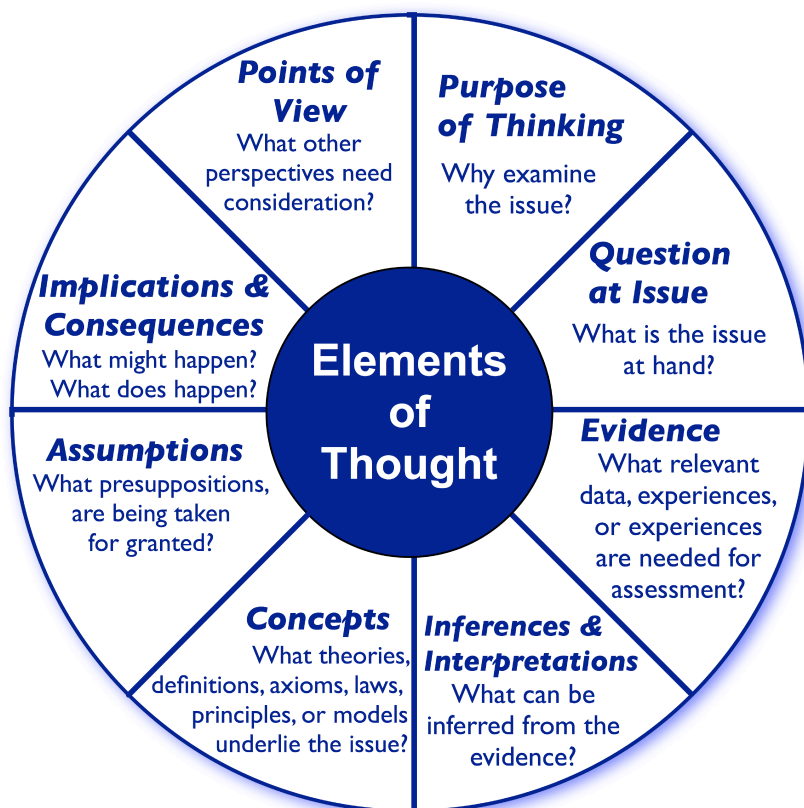 Elements
of
Thought
Purpose
of Thinking
Why examine
the issue?
Question
at Issue
What is the issue
at hand?
Evidence
What relevant
data, experiences,
or experiences
are needed for
assessment?
Inferences &
Interpretations
What can be
inferred from the
evidence?
Concepts
What theories,
definitions, axioms, laws,
principles, or models
underlie the issue?
Assumptions
What presuppositions,
are being taken
for granted?
Implications &
Consequences
What might happen?
What does happen?
Points of
View
What other
perspectives need
consideration?